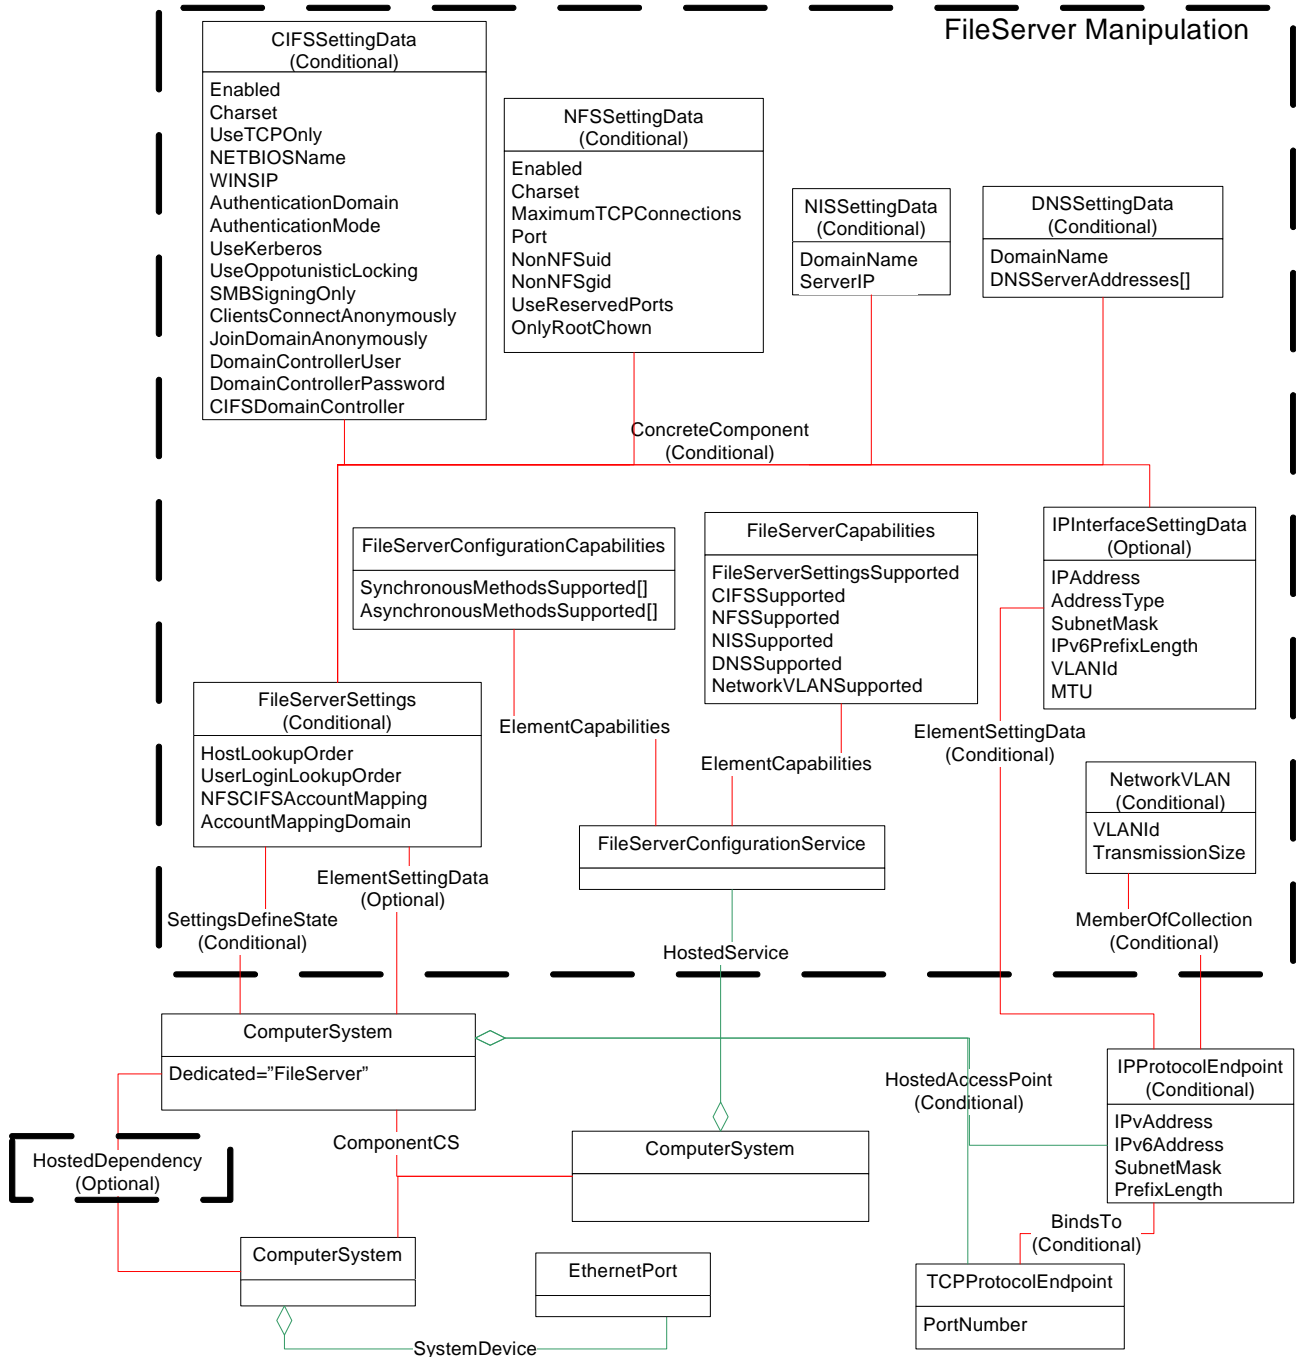 FileServer Manipulation
CIFSSettingData
(Conditional)
Enabled
Charset
UseTCPOnly
NETBIOSName
WINSIP
AuthenticationDomain
AuthenticationMode
UseKerberos
UseOppotunisticLocking
SMBSigningOnly
ClientsConnectAnonymously
JoinDomainAnonymously
DomainControllerUser
DomainControllerPassword
CIFSDomainController
NFSSettingData
(Conditional)
Enabled
Charset
MaximumTCPConnections
Port
NonNFSuid
NonNFSgid
UseReservedPorts
OnlyRootChown
NISSettingData
(Conditional)
DomainName
ServerIP
DNSSettingData
(Conditional)
DomainName
DNSServerAddresses[]
ConcreteComponent
(Conditional)
FileServerConfigurationCapabilities
SynchronousMethodsSupported[]
AsynchronousMethodsSupported[]
FileServerCapabilities
FileServerSettingsSupported
CIFSSupported
NFSSupported
NISSupported
DNSSupported
NetworkVLANSupported
IPInterfaceSettingData
(Optional)
IPAddress
AddressType
SubnetMask
IPv6PrefixLength
VLANId
MTU
FileServerSettings
(Conditional)
HostLookupOrder
UserLoginLookupOrder
NFSCIFSAccountMapping
AccountMappingDomain
ElementCapabilities
ElementCapabilities
ElementSettingData
(Conditional)
NetworkVLAN
(Conditional)
VLANId
TransmissionSize
FileServerConfigurationService
ElementSettingData
(Optional)
SettingsDefineState
(Conditional)
HostedService
MemberOfCollection
(Conditional)
ComputerSystem
Dedicated=”FileServer”
HostedAccessPoint
(Conditional)
IPProtocolEndpoint
(Conditional)
IPvAddress
IPv6Address
SubnetMask
PrefixLength
ComponentCS
ComputerSystem
HostedDependency
(Optional)
BindsTo
(Conditional)
ComputerSystem
EthernetPort
TCPProtocolEndpoint
PortNumber
SystemDevice